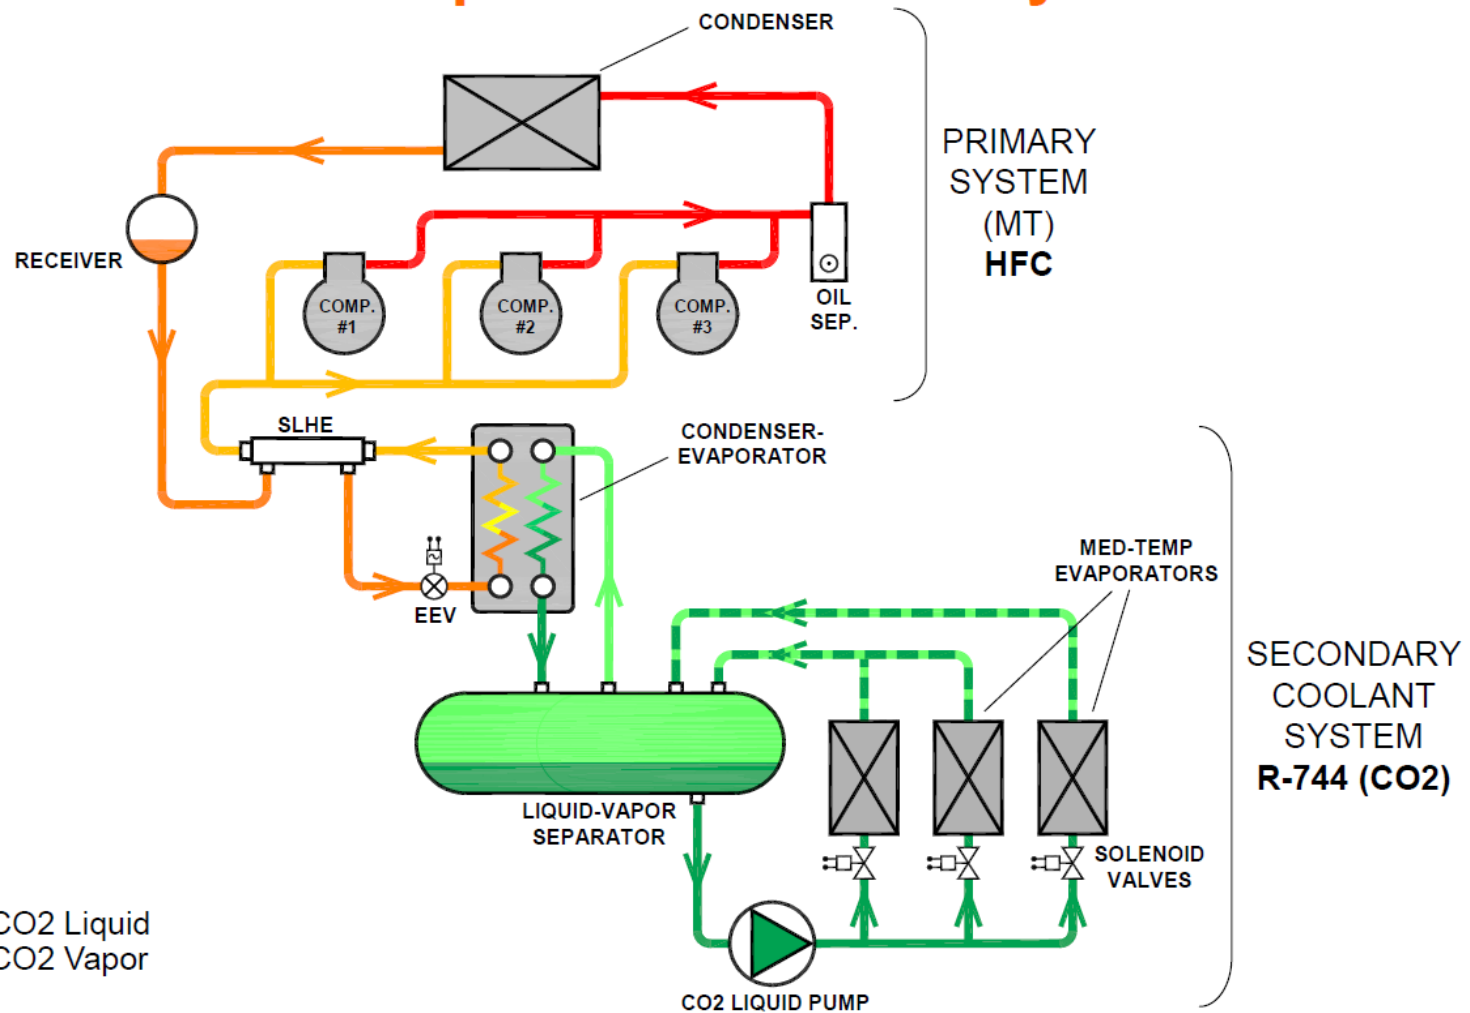 CONDENSER
PRIMARY
SYSTEM
(MT)
HFC
RECEIVER
COMP.
#1
COMP.
#2
COMP.
#3
OIL
SEP.
SLHE
CONDENSER-
EVAPORATOR
EEV
MED-TEMP
EVAPORATORS
SECONDARY
COOLANT
SYSTEM
R-744 (CO2)
LIQUID-VAPOR
SEPARATOR
SOLENOID
VALVES
CO2 Liquid
CO2 Vapor
CO2 LIQUID PUMP